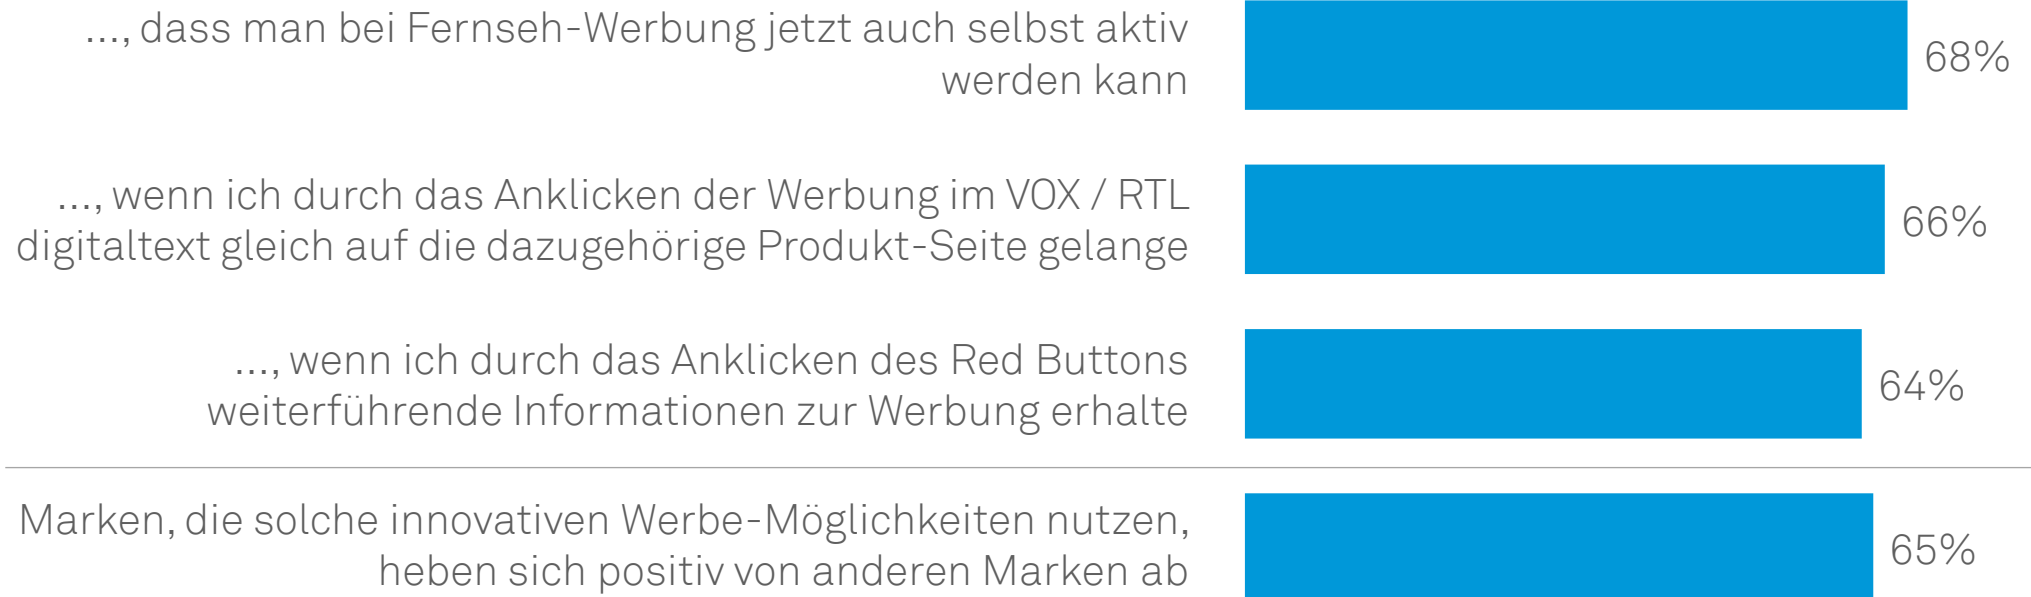 ..., dass man bei Fernseh-Werbung jetzt auch selbst aktiv
werden kann
68%
..., wenn ich durch das Anklicken der Werbung im VOX / RTL
digitaltext gleich auf die dazugehörige Produkt-Seite gelange
66%
..., wenn ich durch das Anklicken des Red Buttons
weiterführende Informationen zur Werbung erhalte
64%
Marken, die solche innovativen Werbe-Möglichkeiten nutzen,
heben sich positiv von anderen Marken ab
65%